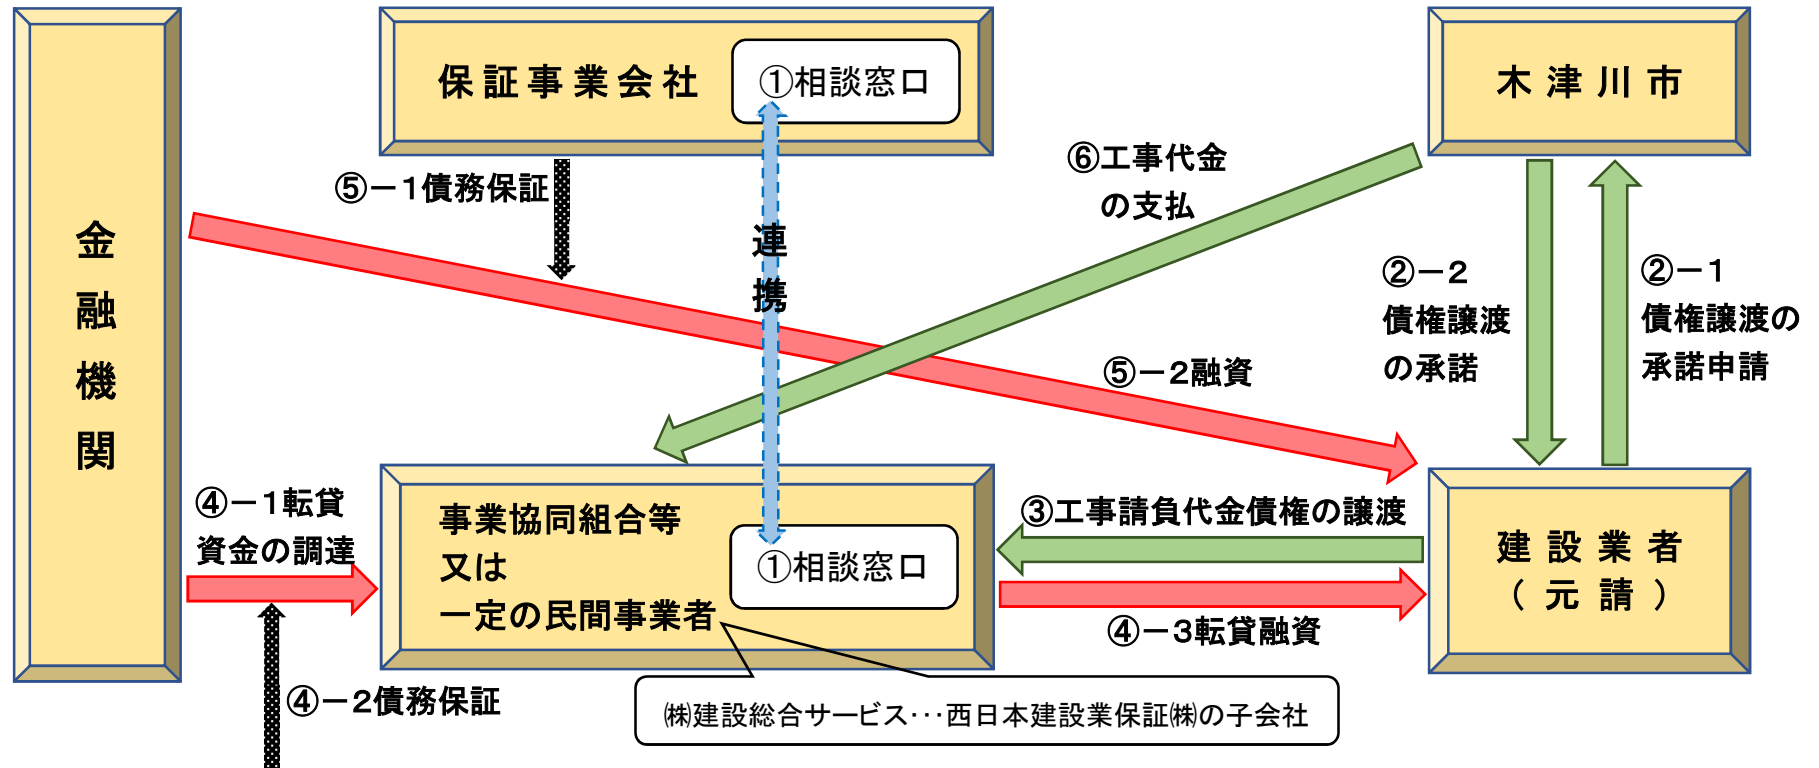 金融機関
保証事業会社
①相談窓口
木津川市
⑥工事代金
の支払
⑤－1債務保証
連携
②－2
債権譲渡
の承諾
②－1
債権譲渡の
承諾申請
⑤－2融資
④－1転貸
資金の調達
事業協同組合等
又は
一定の民間事業者
①相談窓口
③工事請負代金債権の譲渡
建設業者
（元請）
④－3転貸融資
④－2債務保証
㈱建設総合サービス･･･西日本建設業保証㈱の子会社